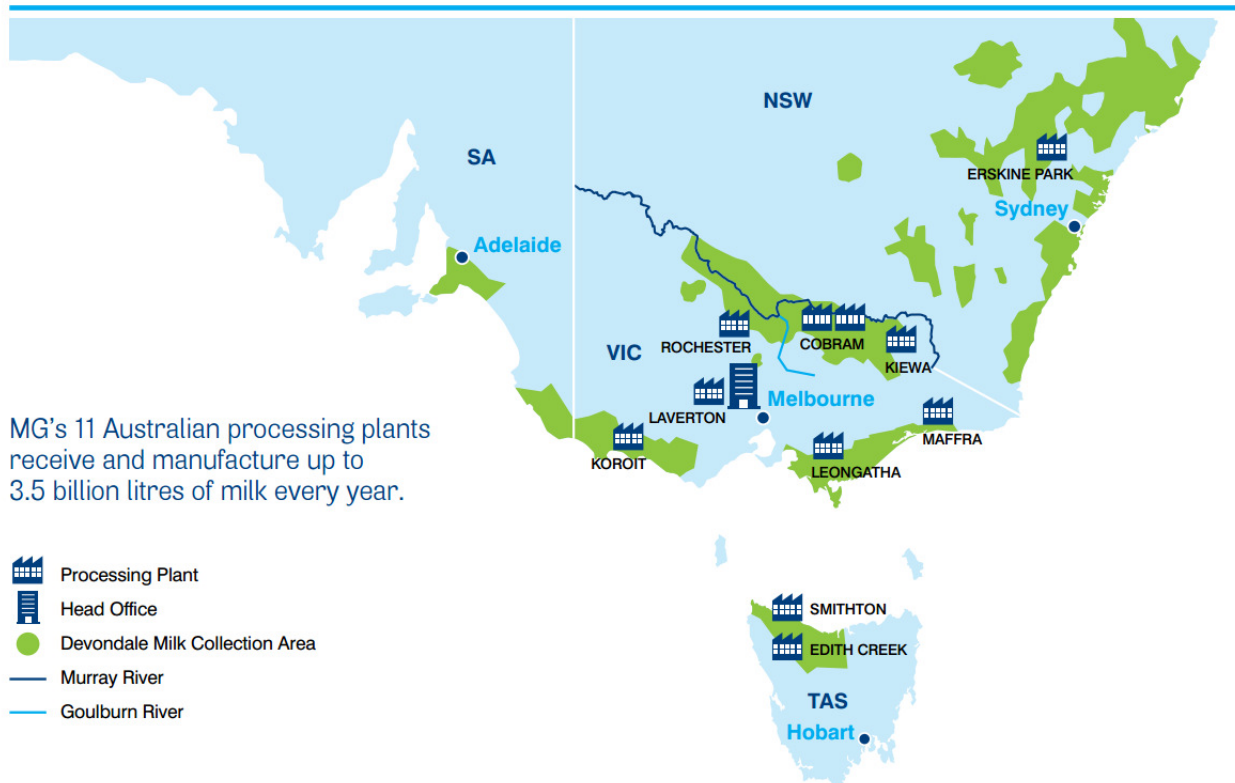 NSW
SA
ERSKINE PARK
Sydney
Adelaide
ROCHESTER
COBRAM
VIC
KIEWA
Melbourne
LAVERTON
MAFFRA
KOROIT
LEONGATHA
MG's 11 Australian processing plants
receive and manufacture up to
3.5 billion litres of milk every year.
Processing Plant
Head Office
Devondale Milk Collection Area
Murray River
Goulburn River
SMITHTON
EDITH CREEK
TAS
Hobart